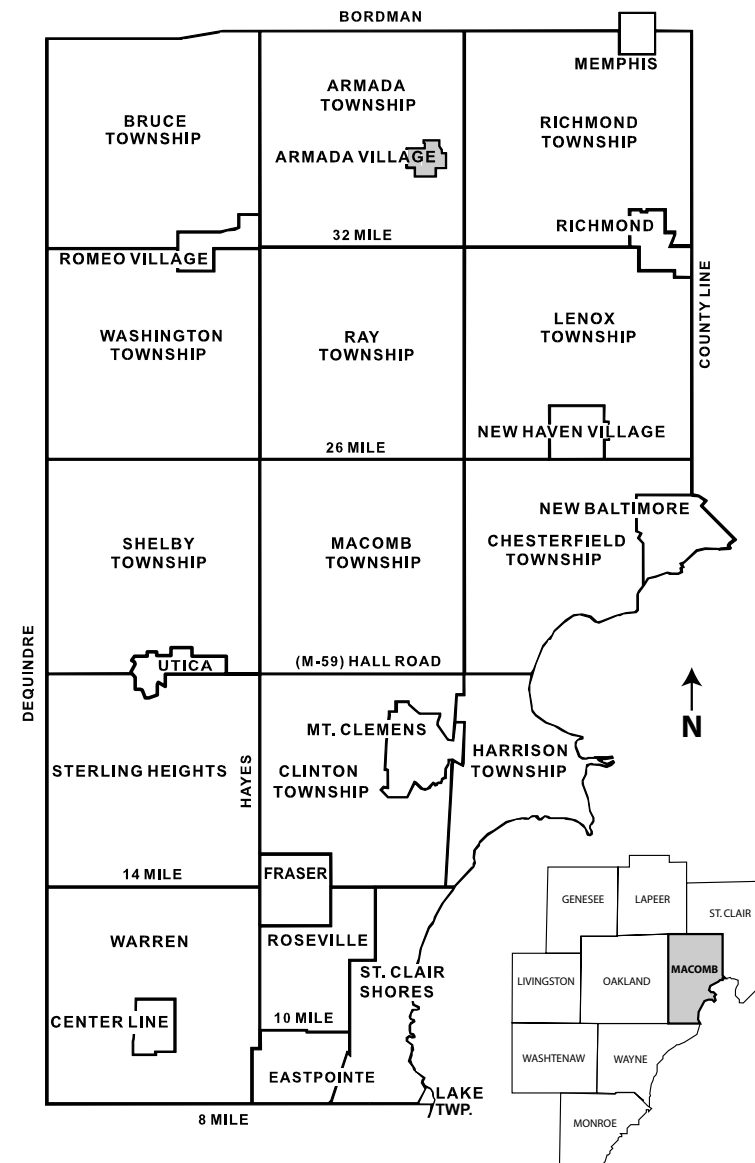 BORDMAN
MEMPHIS
ARMADA
TOWNSHIP
BRUCE
TOWNSHIP
RICHMOND
TOWNSHIP
ARMADA VILLAGE
RICHMOND
32 MILE
ROMEO VILLAGE
COUNTY LINE
WASHINGTON
TOWNSHIP
RAY
TOWNSHIP
LENOX
TOWNSHIP
NEW HAVEN VILLAGE
26 MILE
NEW BALTIMORE
SHELBY
TOWNSHIP
MACOMB
TOWNSHIP
CHESTERFIELD
TOWNSHIP
DEQUINDRE
UTICA
(M-59) HALL ROAD
N
MT. CLEMENS
HARRISON
TOWNSHIP
STERLING HEIGHTS
HAYES
CLINTON
TOWNSHIP
14 MILE
FRASER
WARREN
ROSEVILLE
ST. CLAIR
SHORES
CENTER LINE
10 MILE
EASTPOINTE
LAKE
TWP.
8 MILE
GENESEE
LAPEER
ST. CLAIR
LIVINGSTON
OAKLAND
MACOMB
WASHTENAW
WAYNE
MONROE